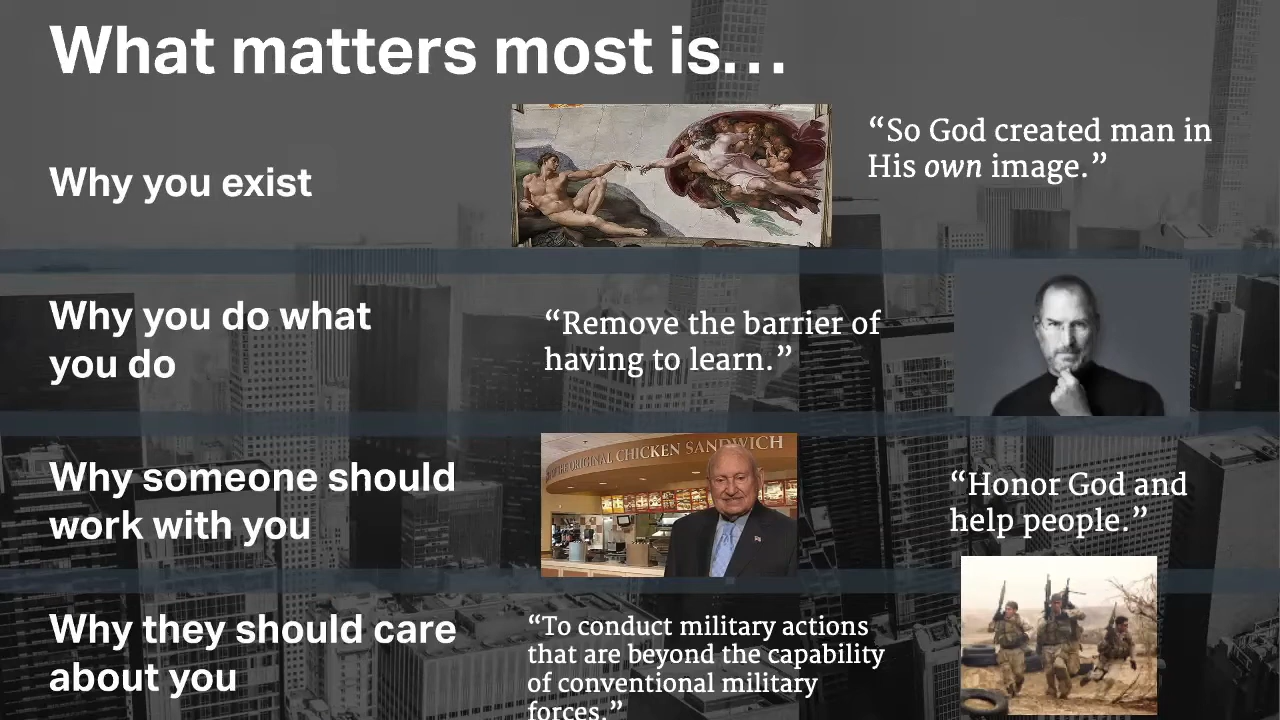 What matters most is...
Why you exist
“So God created man in
His own image.”
Why you do what
you do
“Remove the barrier of
having to learn.”
Why someone should
work with you
THE ORIGINAL CHICKEN SANDWICH
“Honor God and
help people.”
Why they should care
about you
“To conduct military actions
that are beyond the capability
of conventional military
forces.”